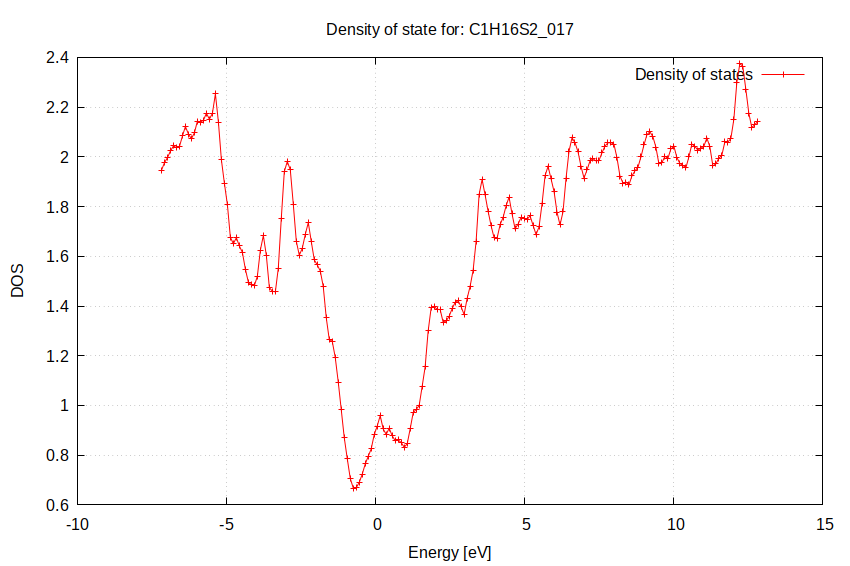 Density of state for: C1H16S2_017
Density of states
DOS
2.4
2.2
2
1.8
1.6
1.4
1.2
1
0.8
0.6
-10 -5 0 5 10 15
Energy [eV]